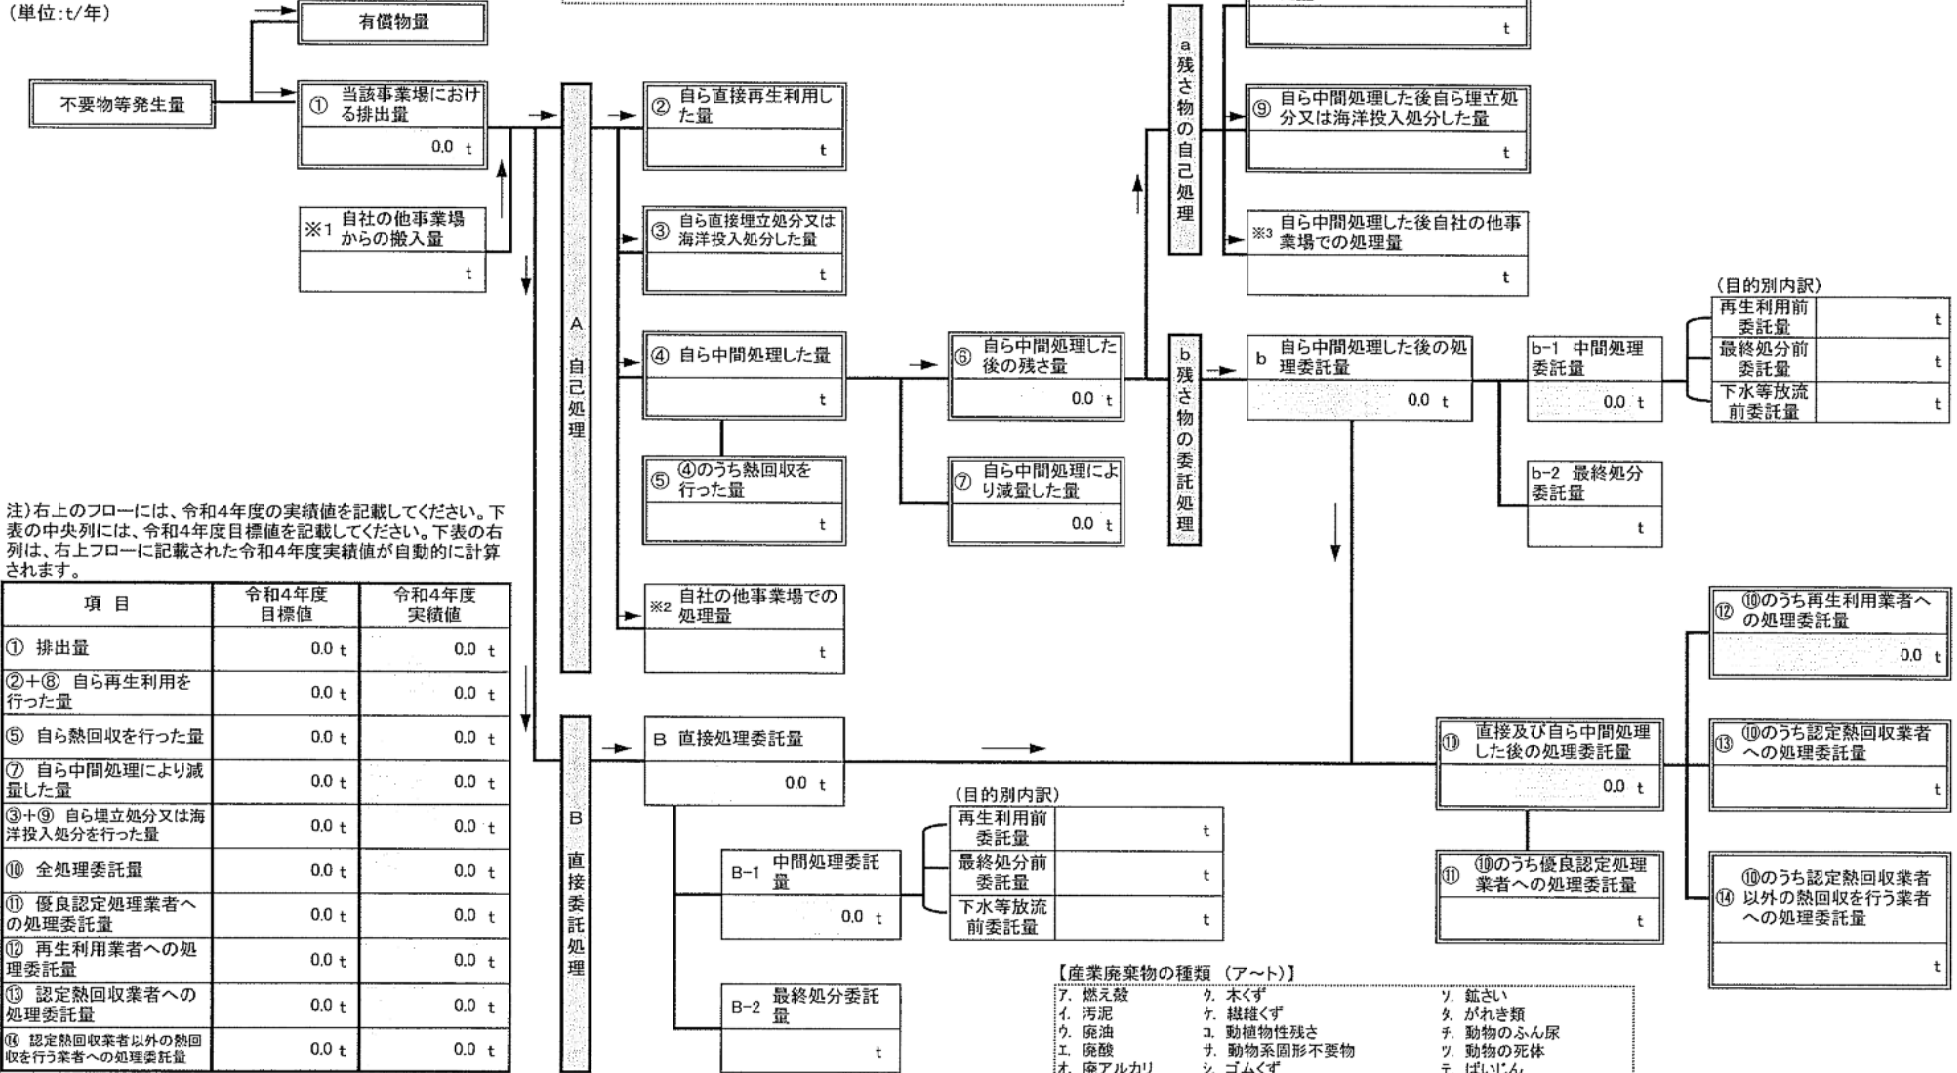 (単位:t/年)
有償物量
不要物等発生量
① 当該事業場におけ
る排出量
0.0 t
※1 自社の他事業場
からの搬入量
t
A 自己処理
② 自ら直接再生利用し
た量
t
③ 自ら直接埋立処分又は
海洋投入処分した量
t
④ 自ら中間処理した量
t
⑤ ④のうち熱回収を
行った量
t
※2 自社の他事業場での
処理量
t
⑥ 自ら中間処理した
後の残さ量
0.0 t
⑦ 自ら中間処理によ
り減量した量
0.0 t
a 残さ物の自己処理
t
⑨ 自ら中間処理した後自ら埋立処
分又は海洋投入処分した量
t
※3 自ら中間処理した後自社の他事
業場での処理量
t
b 残さ物の委託処理
b 自ら中間処理した後の処
理委託量
0.0 t
b-1 中間処理
委託量
0.0 t
b-2 最終処分
委託量
t
(目的別内訳)
再生利用前
委託量
t
最終処分前
委託量
t
下水等放流
前委託量
t
注)右上のフローには、令和4年度の実績値を記載してください。下
表の中央列には、令和4年度目標値を記載してください。下表の右
列は、右上フローに記載された令和4年度実績値が自動的に計算
されます。
項 目
令和4年度
目標値
令和4年度
実績値
① 排出量 0.0 t 0.0 t
②+⑧ 自ら再生利用を
行った量 0.0 t 0.0 t
⑤ 自ら熱回収を行った量 0.0 t 0.0 t
⑦ 自ら中間処理により減
量した量 0.0 t 0.0 t
③+⑨ 自ら埋立処分又は海
洋投入処分を行った量 0.0 t 0.0 t
⑩ 全処理委託量 0.0 t 0.0 t
⑪ 優良認定処理業者へ
の処理委託量 0.0 t 0.0 t
⑫ 再生利用業者への処
理委託量 0.0 t 0.0 t
⑬ 認定熱回収業者への
処理委託量 0.0 t 0.0 t
⑭ 認定熱回収業者以外の熱回
収を行う業者への処理委託量 0.0 t 0.0 t
B 直接委託処理
B 直接処理委託量
0.0 t
B-1 中間処理委託
量
0.0 t
B-2 最終処分委託
量
t
(目的別内訳)
再生利用前
委託量
t
最終処分前
委託量
t
下水等放流
前委託量
t
⑩ 直接及び自ら中間処理
した後の処理委託量
0.0 t
⑪ ⑩のうち優良認定処理
業者への処理委託量
t
⑫ ⑩のうち再生利用業者へ
の処理委託量
0.0 t
⑬ ⑩のうち認定熱回収業者
への処理委託量
t
⑭ ⑩のうち認定熱回収業者
以外の熱回収を行う業者
への処理委託量
t
【産業廃棄物の種類 (ア~ト)】
ア. 燃え殻 ク. 木くず ソ. 鉱さい
イ. 汚泥 ケ. 繊維くず タ. がれき類
ウ. 廃油 コ. 動植物性残さ チ. 動物のふん尿
エ. 廃酸 サ. 動物系固形不要物 ツ. 動物の死体
オ. 廃アルカリ シ. ゴムくず テ. ばいじん